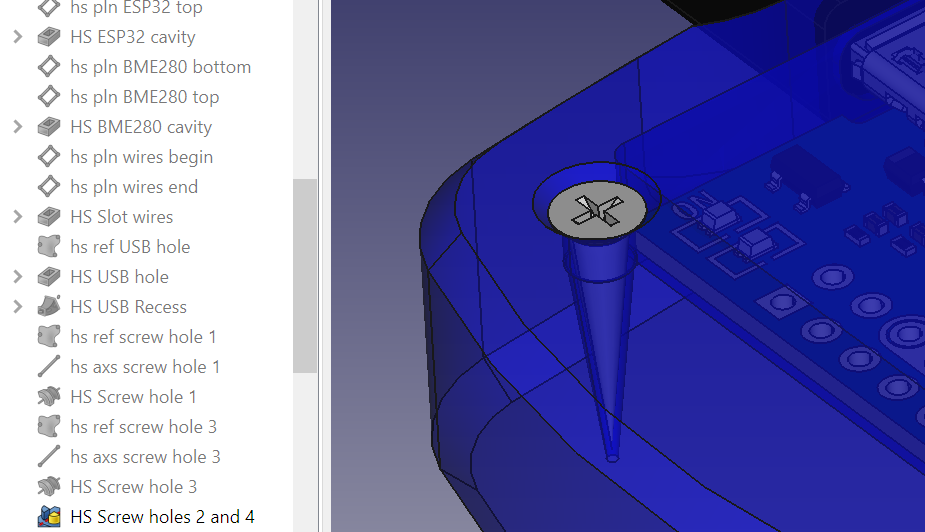 hs pln ESP32 top
HS ESP32 cavity
hs pln BME280 bottom
hs pln BME280 top
HS BME280 cavity
hs pln wires begin
hs pln wires end
HS Slot wires
hs ref USB hole
HS USB hole
HS USB Recess
hs ref screw hole 1
hs axs screw hole 1
HS Screw hole 1
hs ref screw hole 3
hs axs screw hole 3
HS Screw hole 3
HS Screw holes 2 and 4